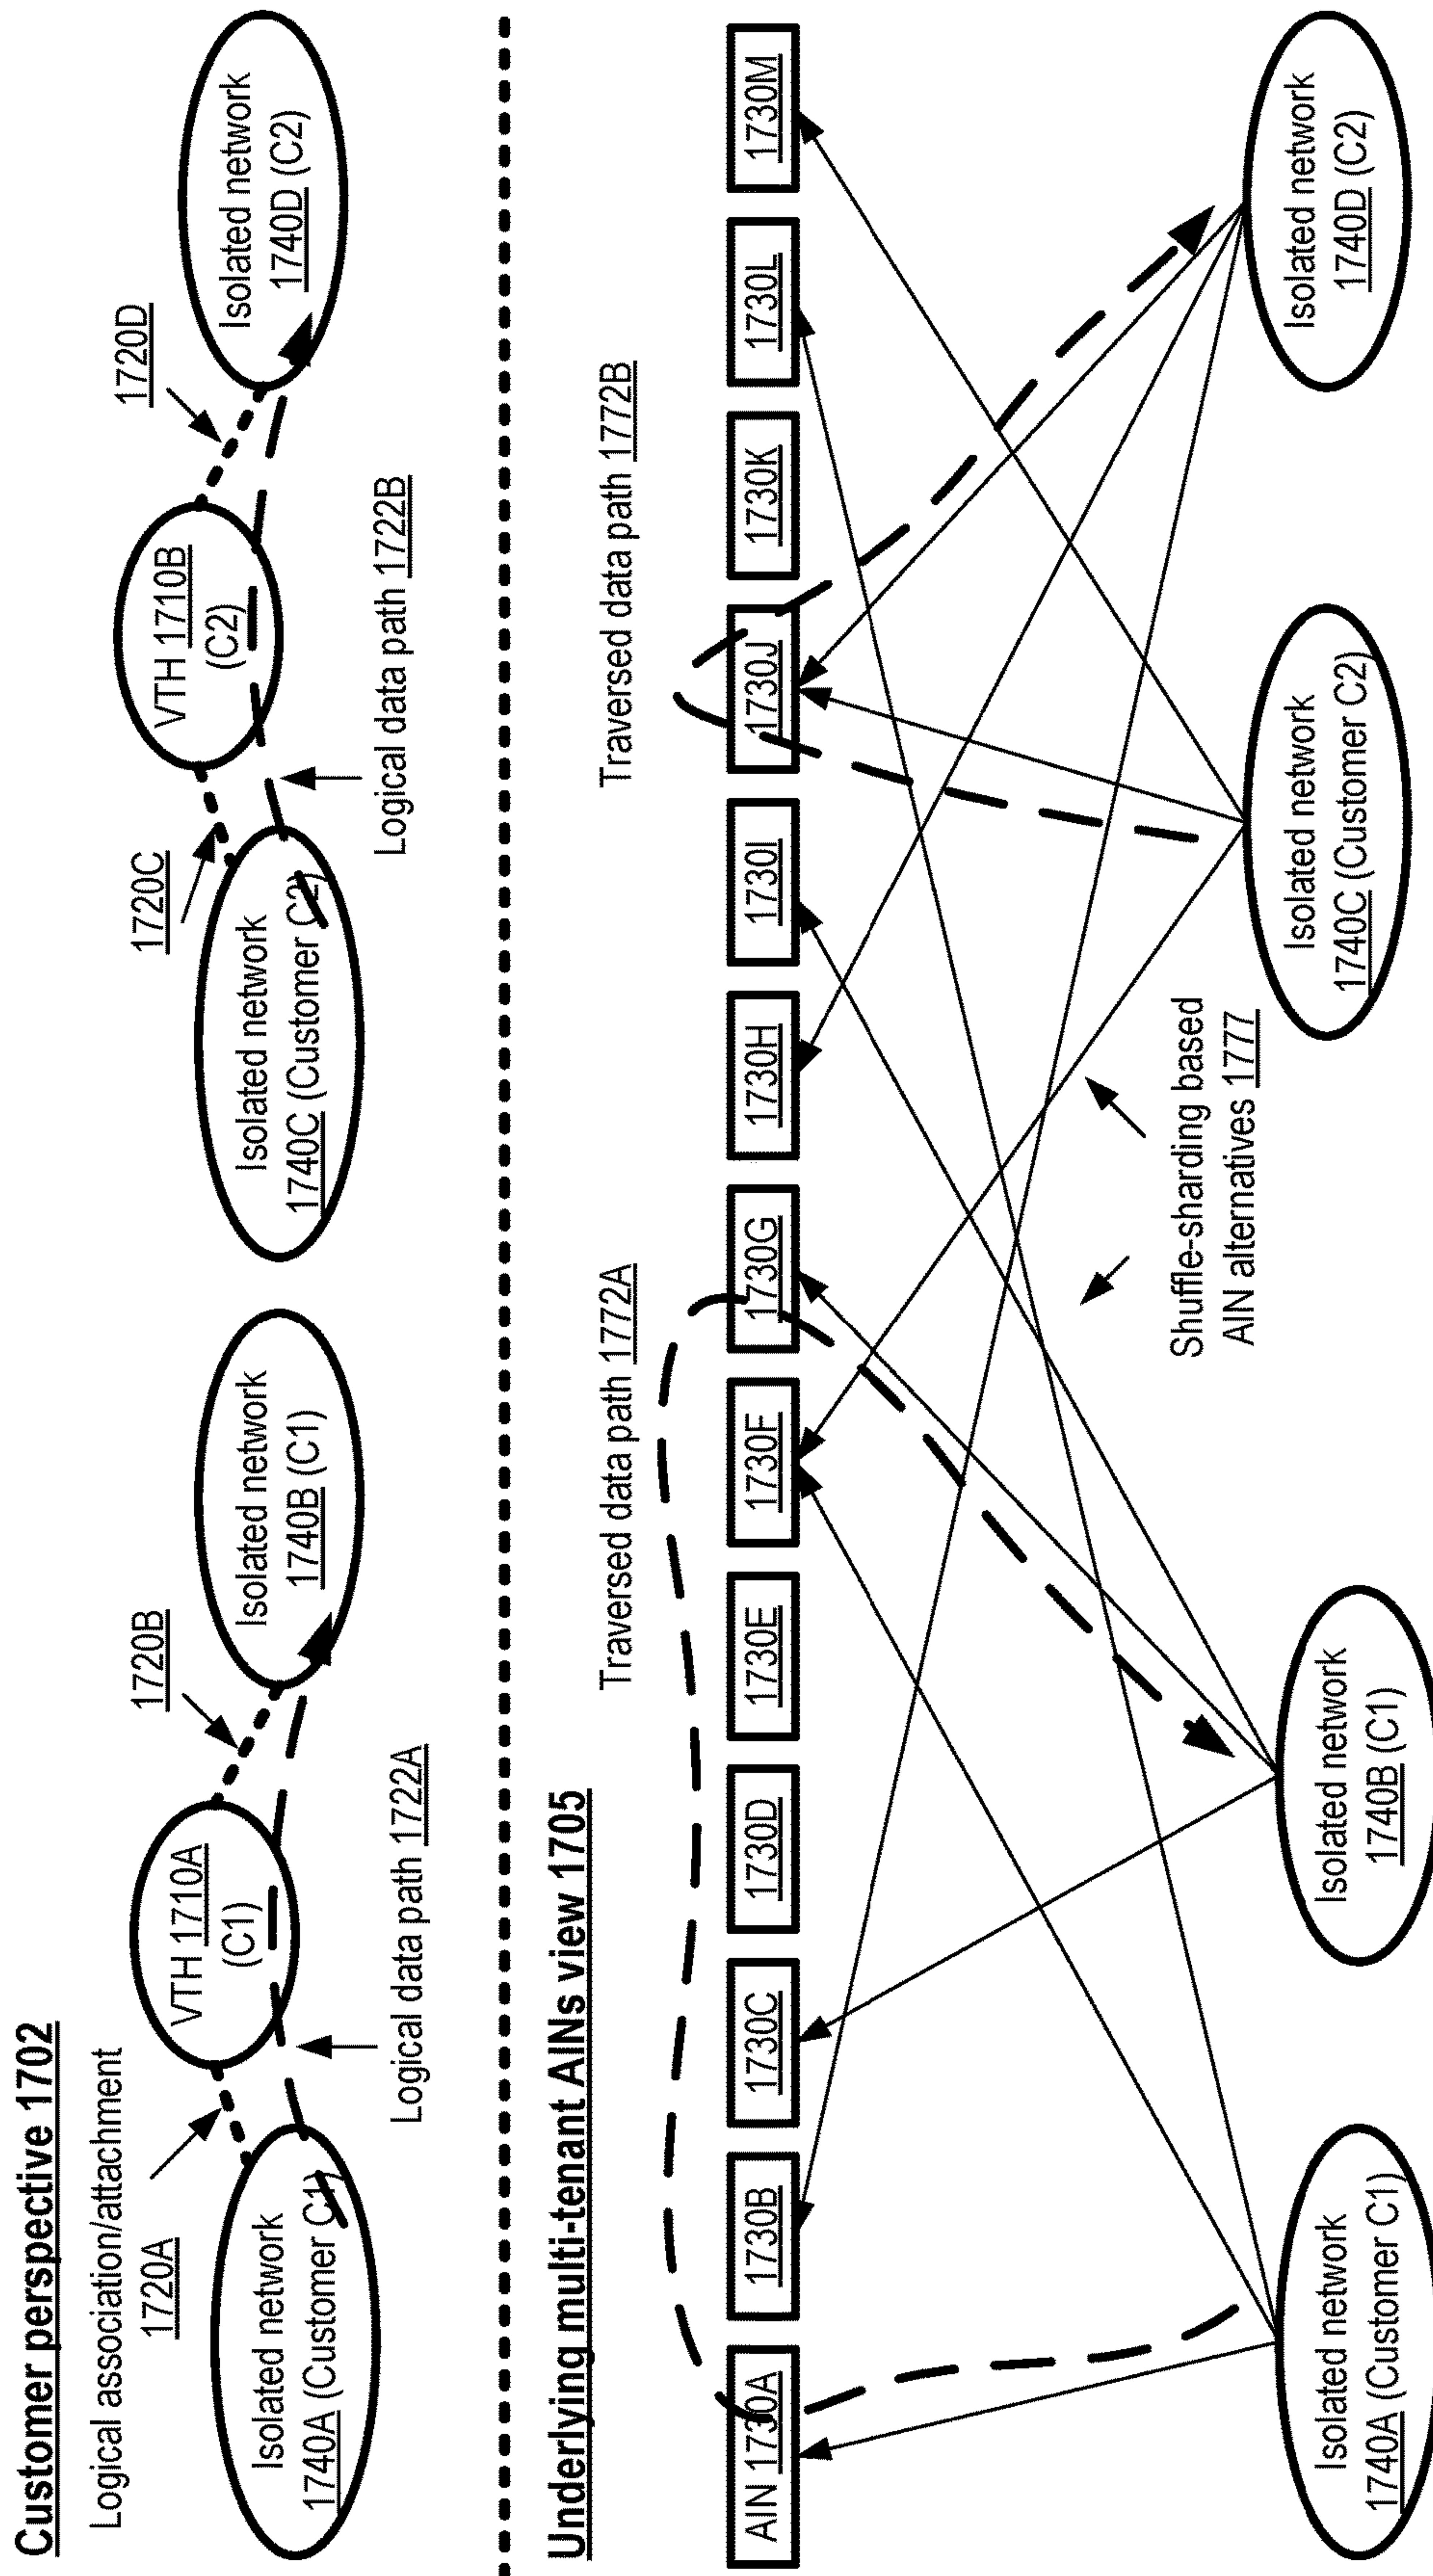 Customer perspective 1702
Logical association/attachment
1720A
Isolated network
1740A (Customer C1)
VTH 1710A
(C1)
1720B
Isolated network
1740B (C1)
Logical data path 1722A
1720C
Isolated network
1740C (Customer C2)
VTH 1710B
(C2)
1720D
Isolated network
1740D (C2)
Logical data path 1722B
Underlying multi-tenant AINs view 1705
Traversed data path 1772A
Traversed data path 1772B
AIN 1730A
1730B
1730C
1730D
1730E
1730F
1730G
1730H
1730I
1730J
1730K
1730L
1730M
Shuffle-sharding based
AIN alternatives 1777
Isolated network
1740A (Customer C1)
Isolated network
1740B (C1)
Isolated network
1740C (Customer C2)
Isolated network
1740D (C2)